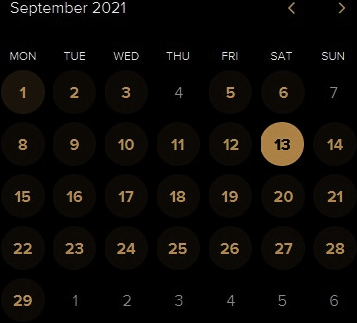 September 2021
MON TUE WED THU FRI SAT SUN
1 2 3 4 5 6 7
8 9 10 11 12 13 14
15 16 17 18 19 20 21
22 23 24 25 26 27 28
29 1 2 3 4 5 6